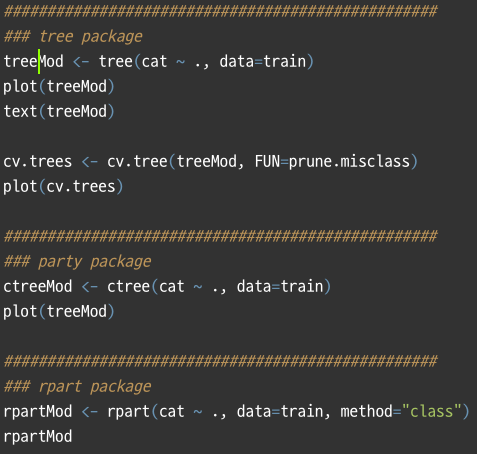 ##################################################
### tree package
treeMod <- tree(cat ~ ., data=train)
plot(treeMod)
text(treeMod)
cv.trees <- cv.tree(treeMod, FUN=prune.misclass)
plot(cv.trees)
##################################################
### party package
ctreeMod <- ctree(cat ~ ., data=train)
plot(treeMod)
##################################################
### rpart package
rpartMod <- rpart(cat ~ ., data=train, method="class")
rpartMod